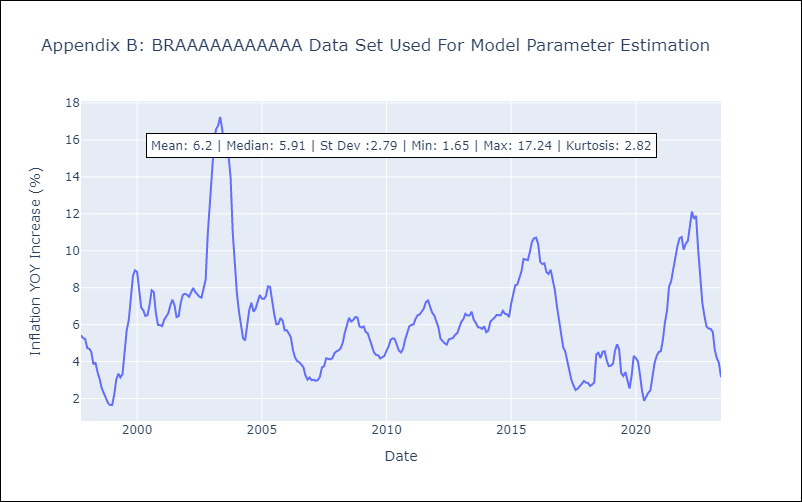 Appendix B: BRAAAAAAAAAAA Data Set Used For Model Parameter Estimation
18
16
Mean: 6.2 | Median: 5.91 | St Dev :2.79 | Min: 1.65 | Max: 17.24 | Kurtosis: 2.82
14
12
10
8
6
4
2
Inflation YOY Increase (%)
2000 2005 2010 2015 2020
Date